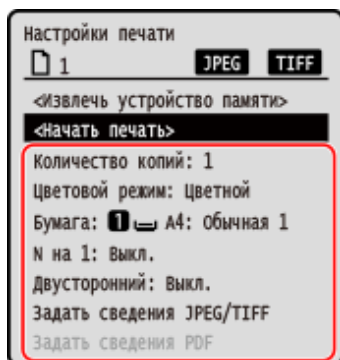 Настройки печати
1 JPEG TIFF
<Извлечь устройство памяти>
<Начать печать>
Количество копий: 1
Цветовой режим: Цветной
Бумага: 1 A4: Обычная 1
N на 1: Выкл.
Двусторонний: Выкл.
Задать сведения JPEG/TIFF
Задать сведения PDF